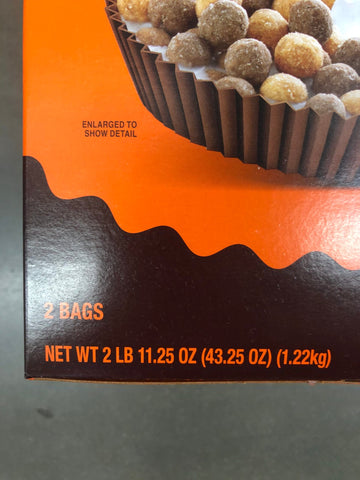 ENLARGED TO
SHOW DETAIL
2 BAGS
NET WT 2 LB 11.25 OZ (43.25 OZ) (1.22kg)